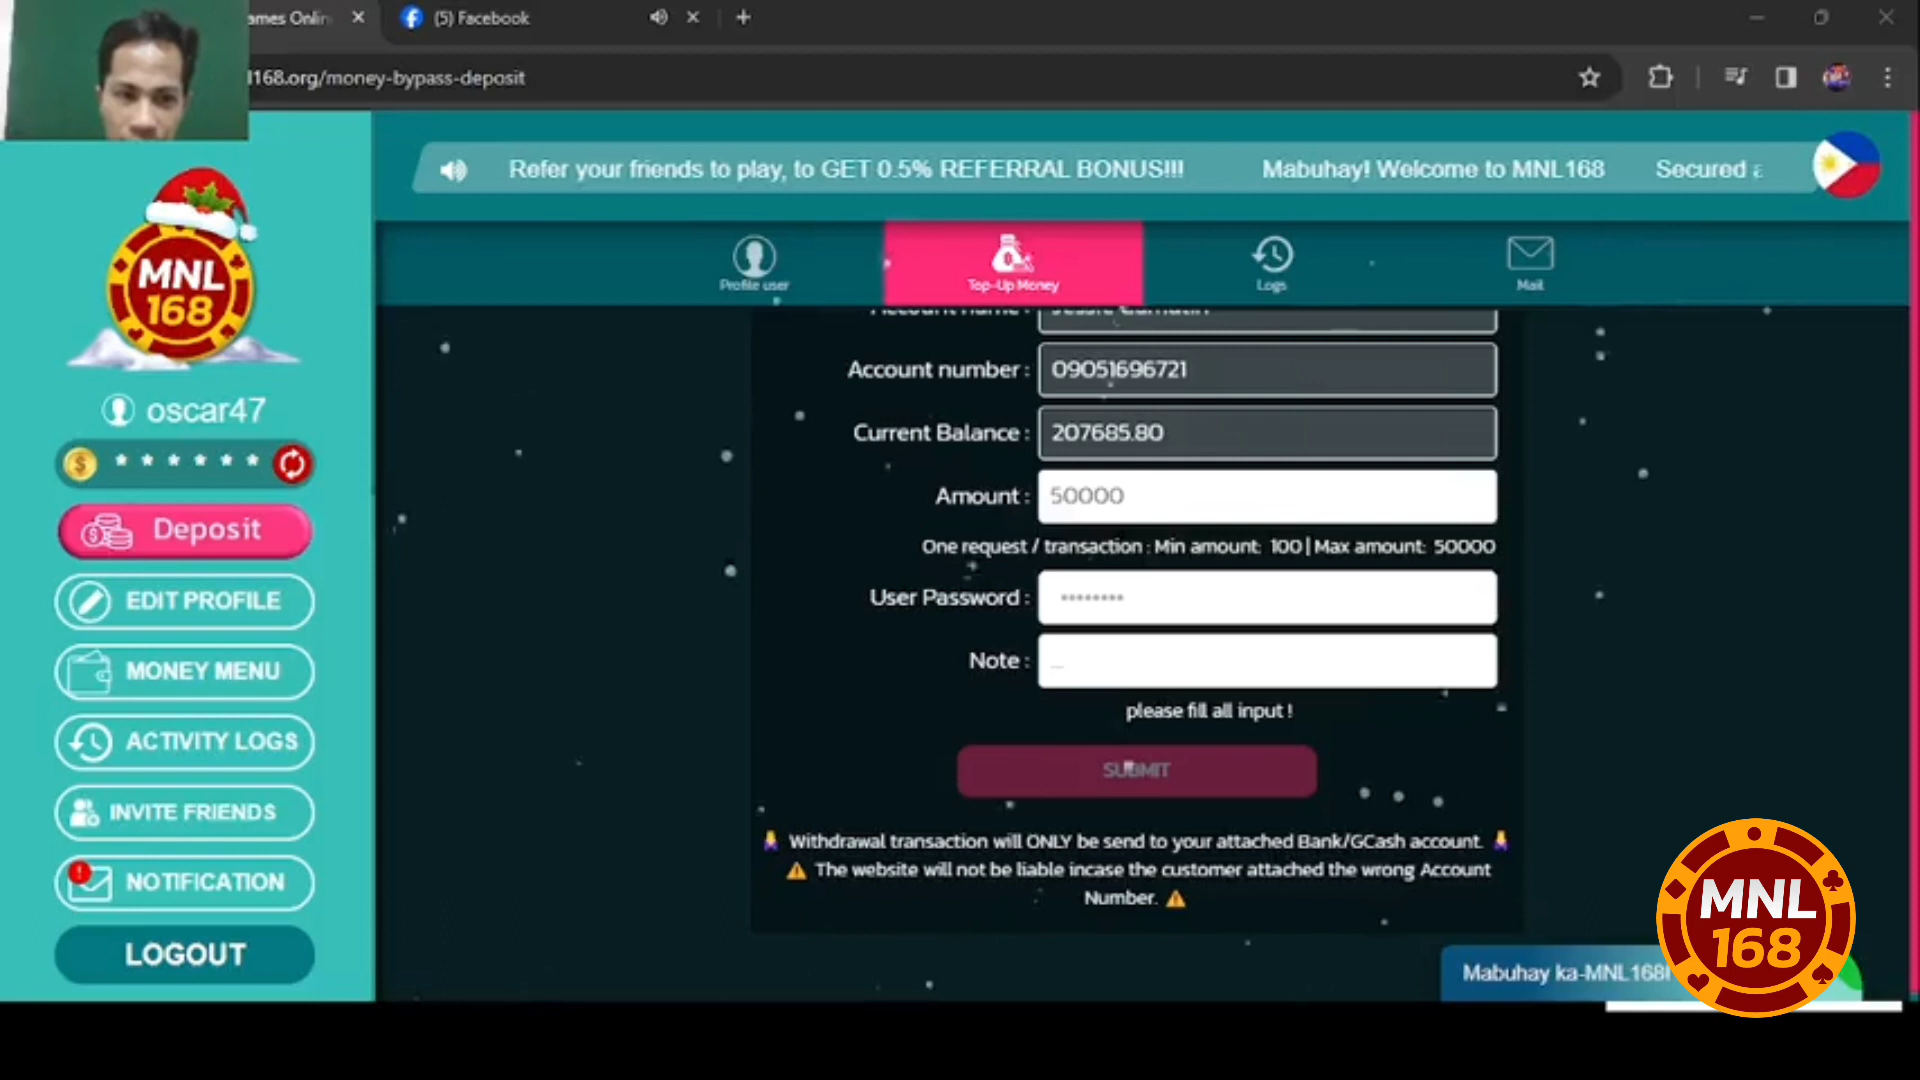 ames Onlin
(5) Facebook
l168.org/money-bypass-deposit
Refer your friends to play, to GET 0.5% REFERRAL BONUS!!! Mabuhay! Welcome to MNL168 Secured a
Profile user
Top-Up Money
Logs
Mail
MNL
168
oscar47
******
Deposit
EDIT PROFILE
MONEY MENU
ACTIVITY LOGS
INVITE FRIENDS
NOTIFICATION
LOGOUT
Account name :
Account number : 09051696721
Current Balance : 207685.80
Amount : 50000
One request / transaction : Min amount: 100 | Max amount: 50000
User Password : ********
Note : ...
please fill all input !
SUBMIT
Withdrawal transaction will ONLY be send to your attached Bank/GCash account.
The website will not be liable incase the customer attached the wrong Account
Number.
Mabuhay ka-MNL168!
MNL
168